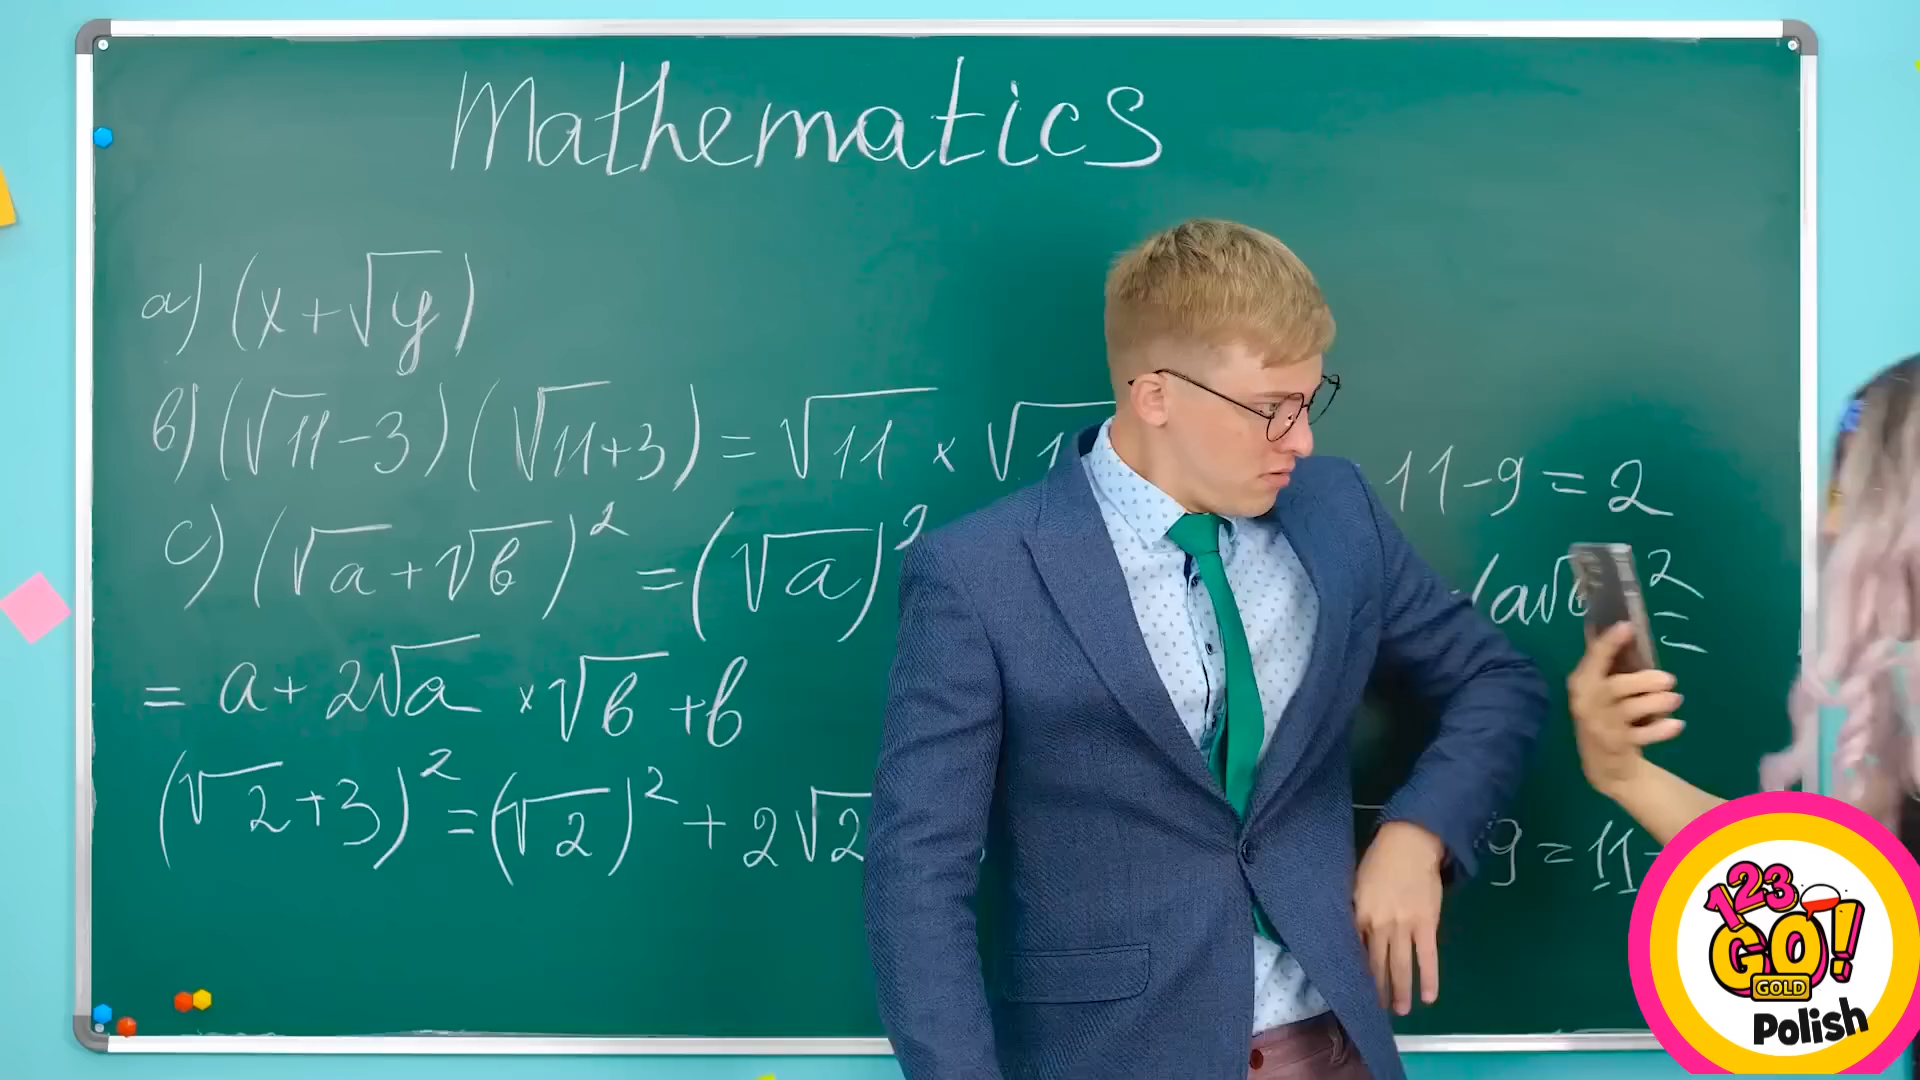 Mathematics
a) (x+√y)
b) (√11-3)(√11+3) = √11 × √1 11-9=2
c) (√a+√b)² = (√a)² (a√b ² =
= a+2√a × √b +b
(√2+3)² = (√2)² + 2√2 9=11
123
GO!
GOLD
Polish